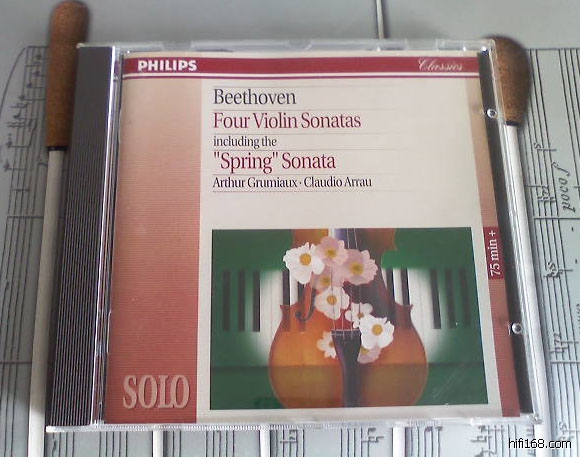 PHILIPS
Classics
Beethoven
Four Violin Sonatas
including the
"Spring" Sonata
Arthur Grumiaux · Claudio Arrau
75 min +
SOLO
poco f
hifi168.com